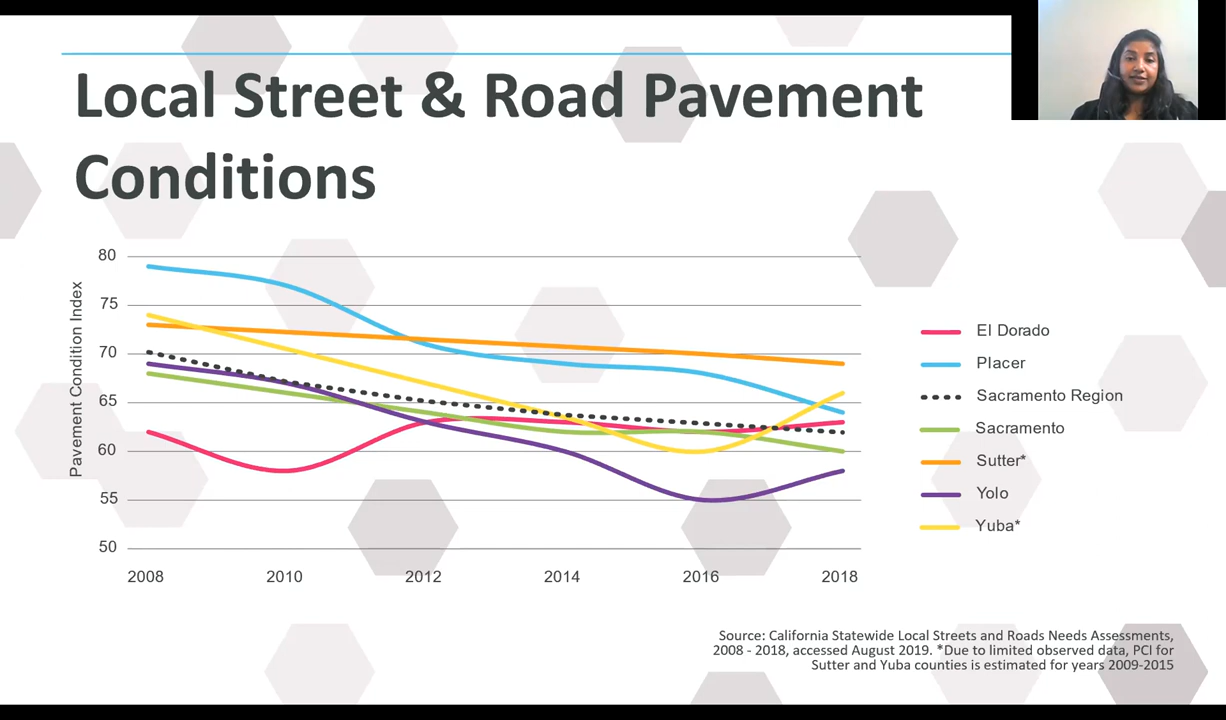 Local Street & Road Pavement
Conditions
Pavement Condition Index
80
75
70
65
60
55
50
2008
2010
2012
2014
2016
2018
El Dorado
Placer
Sacramento Region
Sacramento
Sutter*
Yolo
Yuba*
Source: California Statewide Local Streets and Roads Needs Assessments,
2008 - 2018, accessed August 2019. *Due to limited observed data, PCI for
Sutter and Yuba counties is estimated for years 2009-2015